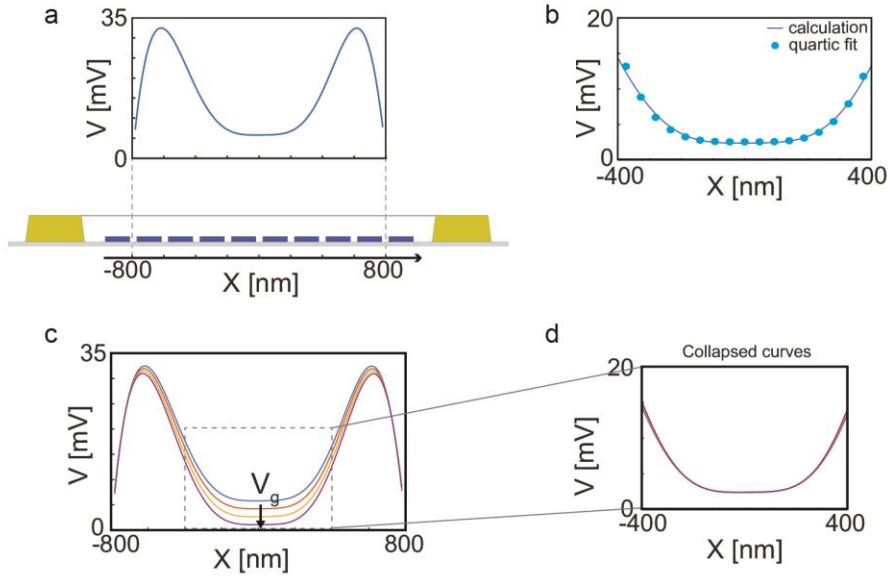 a
35
V [mV]
0
-800
800
X [nm]
b
20
calculation
quartic fit
V [mV]
0
-400
400
X [nm]
c
35
V [mV]
Vg
0
-800
800
X [nm]
d
Collapsed curves
20
V [mV]
0
-400
400
X [nm]